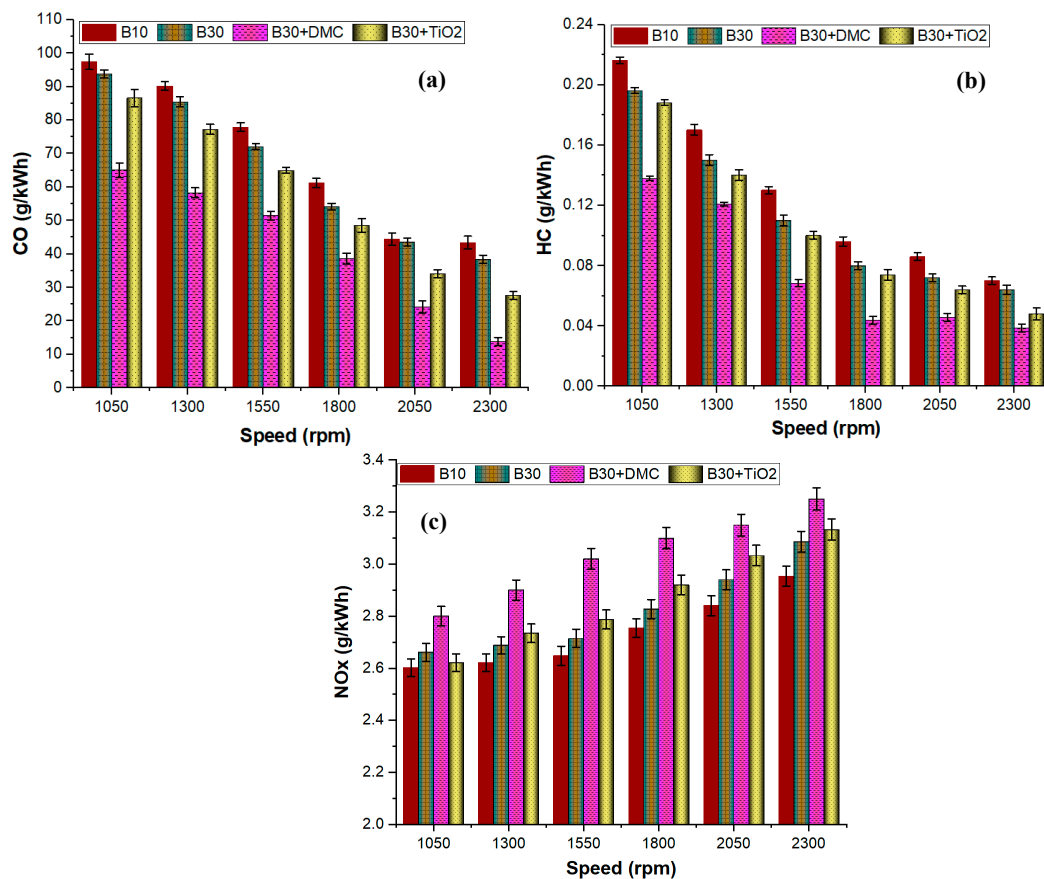 B10 B30 B30+DMC B30+TiO2
(a)
CO (g/kWh)
110
100
90
80
70
60
50
40
30
20
10
0
1050 1300 1550 1800 2050 2300
Speed (rpm)
B10 B30 B30+DMC B30+TiO2
(b)
HC (g/kWh)
0.24
0.20
0.16
0.12
0.08
0.04
0.00
1050 1300 1550 1800 2050 2300
Speed (rpm)
B10 B30 B30+DMC B30+TiO2
(c)
NOx (g/kWh)
3.4
3.2
3.0
2.8
2.6
2.4
2.2
2.0
1050 1300 1550 1800 2050 2300
Speed (rpm)